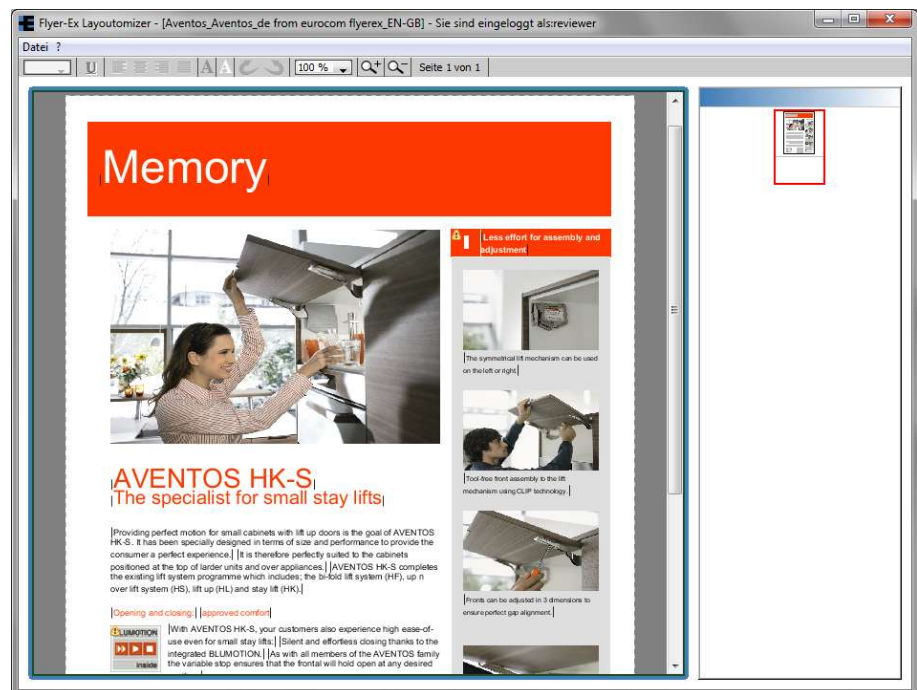 Flyer-Ex Layoutomizer - [Aventos_Aventos_de from eurocom flyerex_EN-GB] - Sie sind eingeloggt als:reviewer
Datei ?
U A A 100 % Seite 1 von 1
Memory
Less effort for assembly and
adjustment
The symmetrical lift mechanism can be used
on the left or right.
Tool-free front assembly to the lift
mechanism using CLIP technology.
Fronts can be adjusted in 3 dimensions to
ensure perfect gap alignment.
AVENTOS HK-S
The specialist for small stay lifts
Providing perfect motion for small cabinets with lift up doors is the goal of AVENTOS
HK-S. It has been specially designed in terms of size and performance to provide the
consumer a perfect experience. It is therefore perfectly suited to the cabinets
positioned at the top of larder units and over appliances. AVENTOS HK-S completes
the existing lift system programme which includes; the bi-fold lift system (HF), up n
over lift system (HS), lift up (HL) and stay lift (HK).
Opening and closing: approved comfort
BLUMOTION
inside
With AVENTOS HK-S, your customers also experience high ease-of-
use even for small stay lifts: Silent and effortless closing thanks to the
integrated BLUMOTION. As with all members of the AVENTOS family
the variable stop ensures that the frontal will hold open at any desired